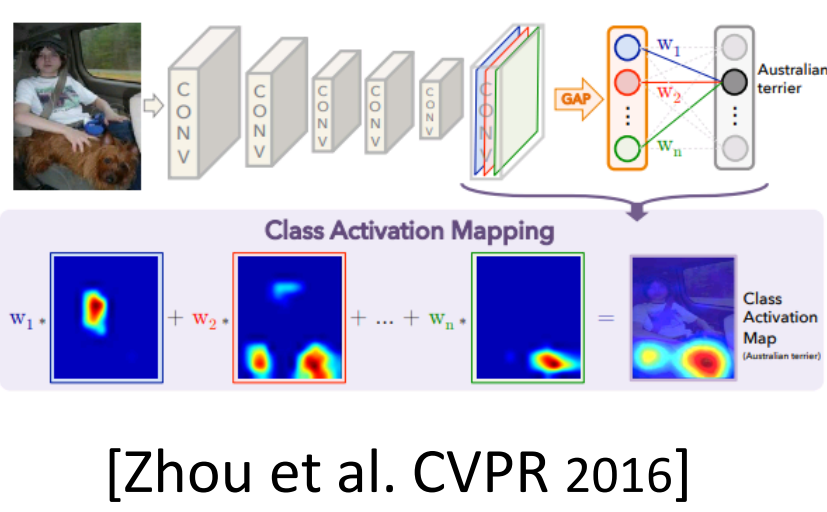 CONV
CONV
CONV
CONV
CONV
CONV
GAP
w1
w2
wn
Australian
terrier
Class Activation Mapping
w1 * + w2 * + ... + wn * =
Class
Activation
Map
(Australian terrier)
[Zhou et al. CVPR 2016]